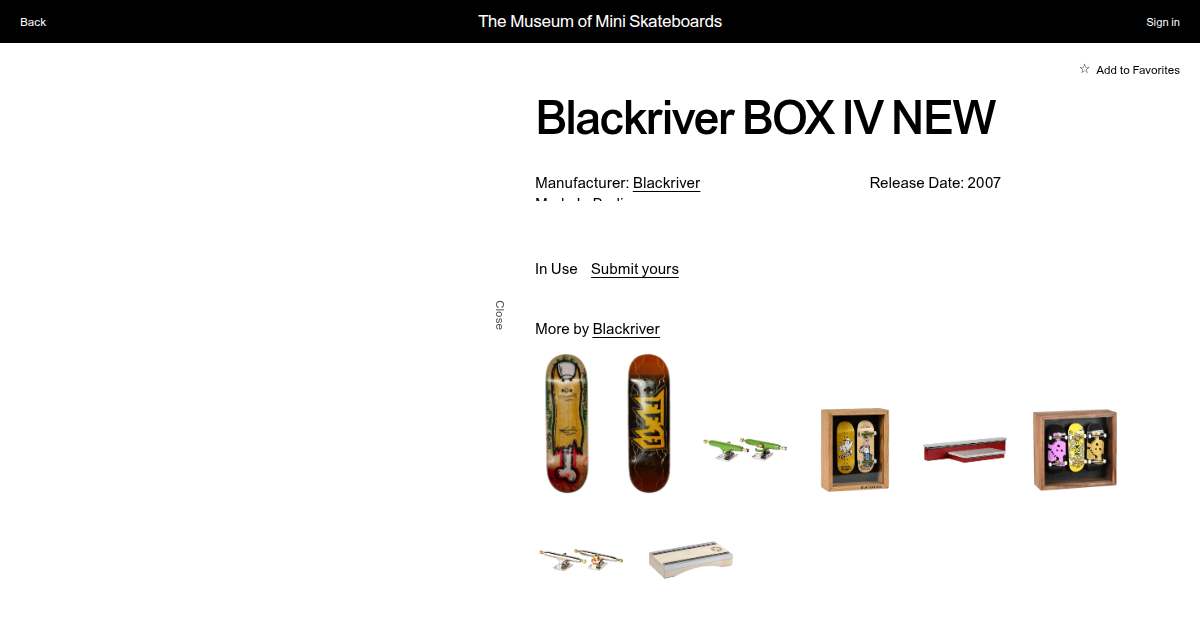 Back
The Museum of Mini Skateboards
Sign in
☆ Add to Favorites
Blackriver BOX IV NEW
Manufacturer: Blackriver
Release Date: 2007
In Use
Submit yours
Close
More by Blackriver